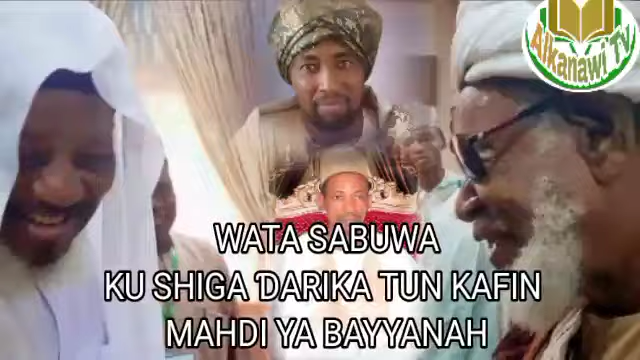 Alkanawi Tv
WATA SABUWA
KU SHIGA ƊARIKA TUN KAFIN
MAHDI YA BAYYANAH